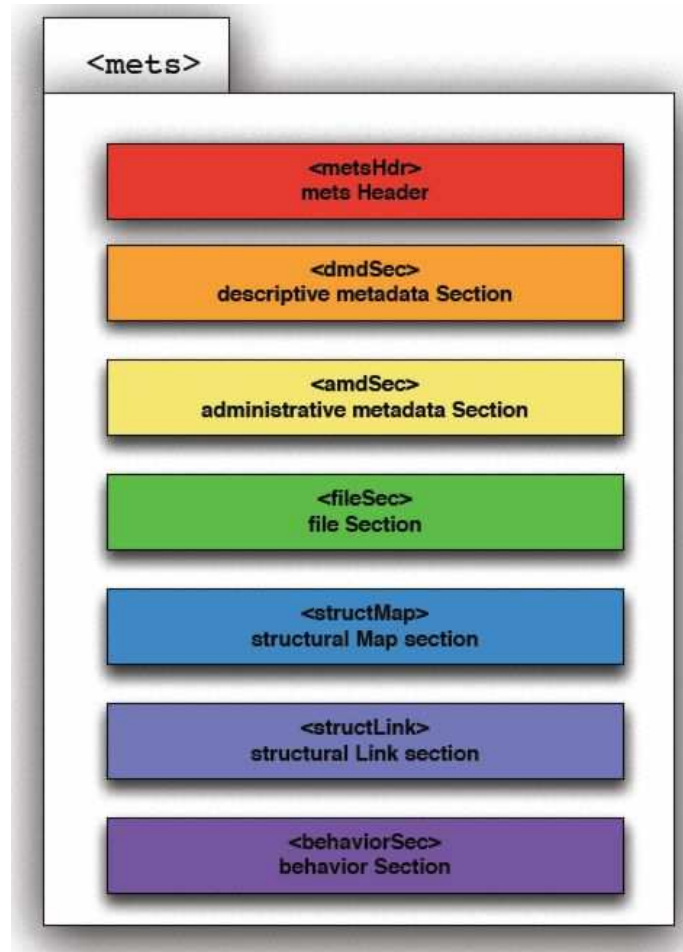 <mets>
<metsHdr>
mets Header
<dmdSec>
descriptive metadata Section
<amdSec>
administrative metadata Section
<fileSec>
file Section
<structMap>
structural Map section
<structLink>
structural Link section
<behaviorSec>
behavior Section